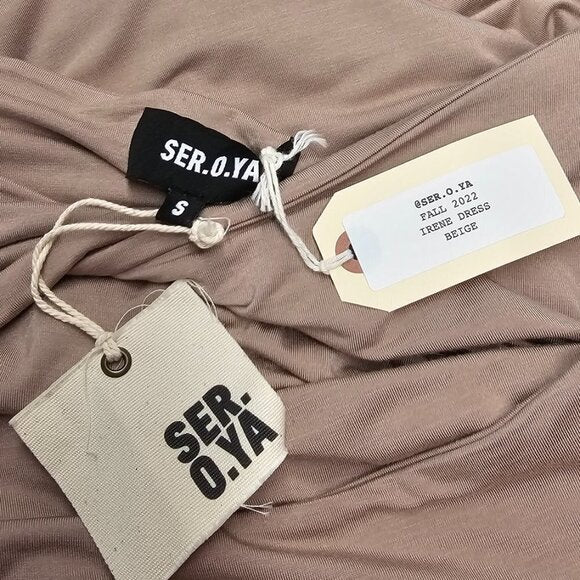 SER.O.YA
S
@SER.O.YA
FALL 2022
IRENE DRESS
BEIGE
SER.
O.YA